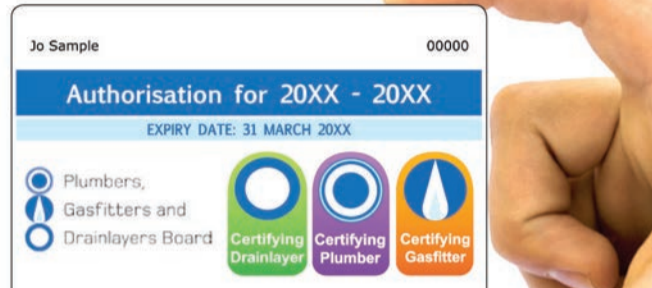 Jo Sample 00000
Authorisation for 20XX - 20XX
EXPIRY DATE: 31 MARCH 20XX
Plumbers,
Gasfitters and
Drainlayers Board
Certifying Drainlayer
Certifying Plumber
Certifying Gasfitter